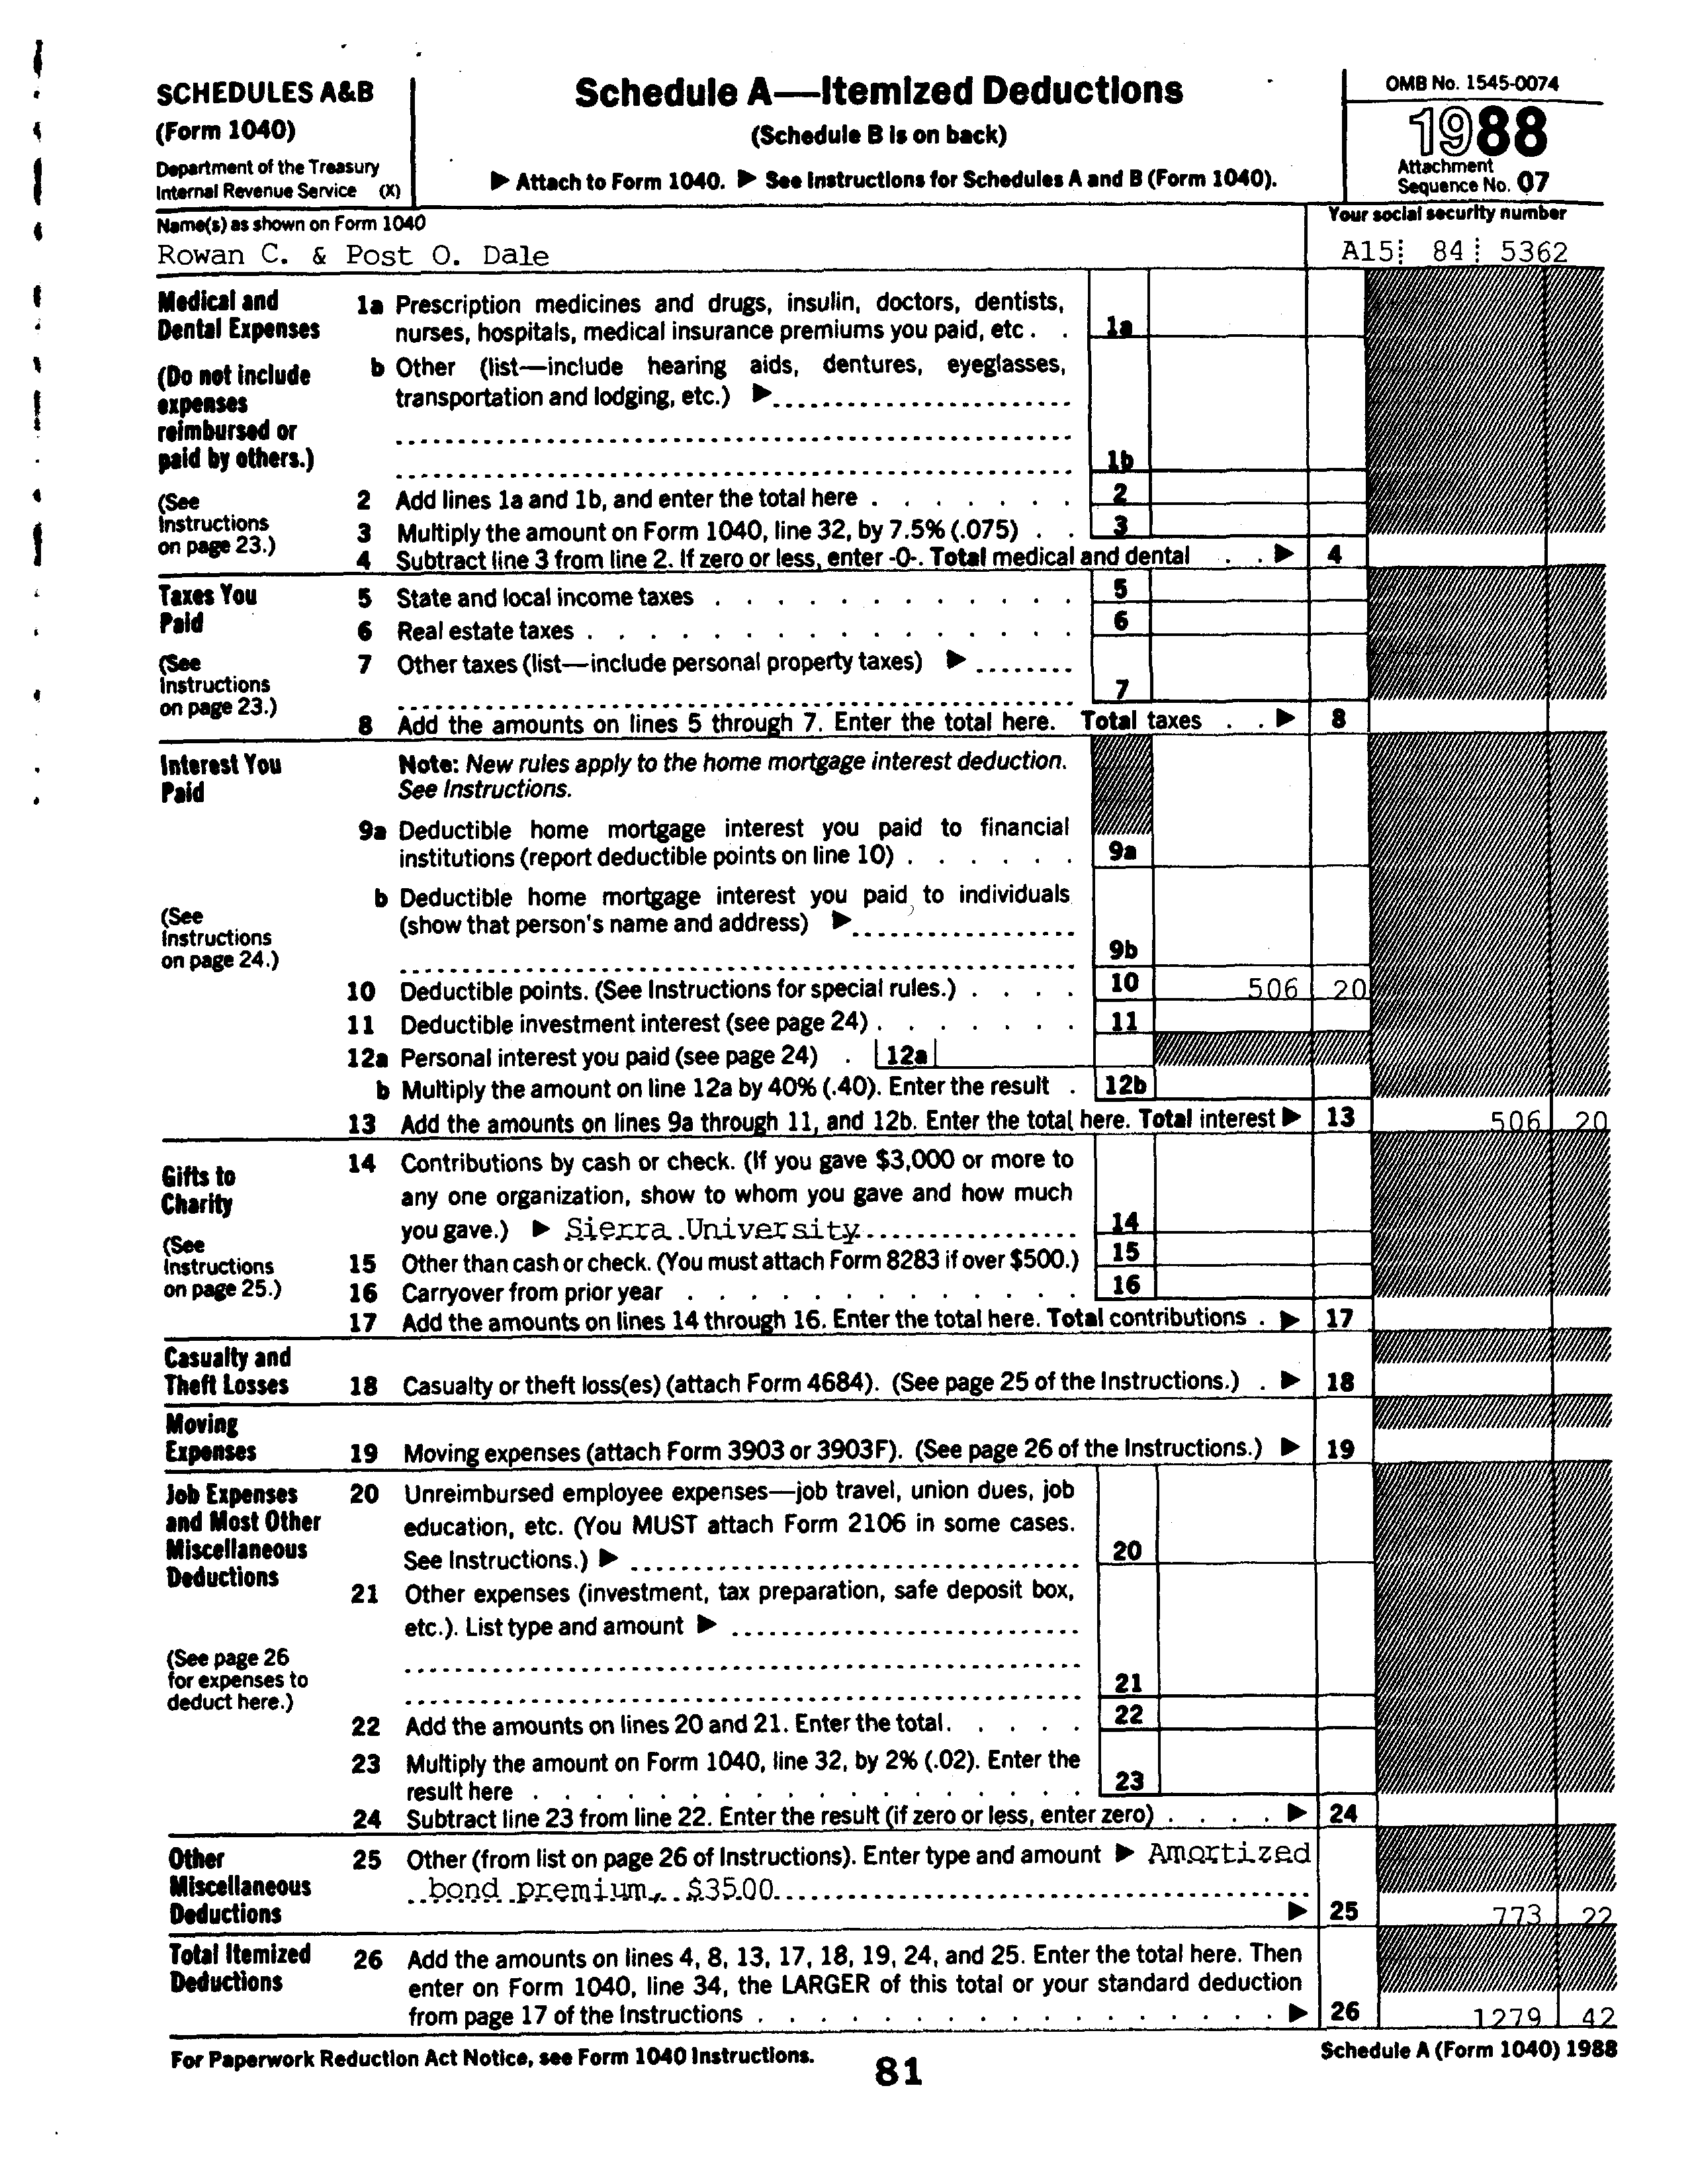 SCHEDULES A&B
(Form 1040)
Department of the Treasury
Internal Revenue Service (X)
Schedule A—Itemized Deductions
(Schedule B is on back)
▶ Attach to Form 1040. ▶ See Instructions for Schedules A and B (Form 1040).
OMB No. 1545-0074
1988
Attachment
Sequence No. 07
Name(s) as shown on Form 1040
Rowan C. & Post O. Dale
Your social security number
A15 84 5362
Medical and
Dental Expenses
(Do not include
expenses
reimbursed or
paid by others.)
(See
Instructions
on page 23.)
1a Prescription medicines and drugs, insulin, doctors, dentists,
nurses, hospitals, medical insurance premiums you paid, etc . . 1a
b Other (list—include hearing aids, dentures, eyeglasses,
transportation and lodging, etc.) ▶
1b
2 Add lines 1a and 1b, and enter the total here . . . . . . . 2
3 Multiply the amount on Form 1040, line 32, by 7.5% (.075) . . 3
4 Subtract line 3 from line 2. If zero or less, enter -0-. Total medical and dental . . ▶ 4
Taxes You
Paid
(See
Instructions
on page 23.)
5 State and local income taxes . . . . . . . . . . . . 5
6 Real estate taxes . . . . . . . . . . . . . . . . 6
7 Other taxes (list—include personal property taxes) ▶
7
8 Add the amounts on lines 5 through 7. Enter the total here. Total taxes . . ▶ 8
Interest You
Paid
(See
Instructions
on page 24.)
Note: New rules apply to the home mortgage interest deduction.
See Instructions.
9a Deductible home mortgage interest you paid to financial
institutions (report deductible points on line 10) . . . . . . 9a
b Deductible home mortgage interest you paid to individuals
(show that person's name and address) ▶
9b
10 Deductible points. (See Instructions for special rules.) . . . . 10 506 20
11 Deductible investment interest (see page 24) . . . . . . . 11
12a Personal interest you paid (see page 24) . 12a
b Multiply the amount on line 12a by 40% (.40). Enter the result . 12b
13 Add the amounts on lines 9a through 11, and 12b. Enter the total here. Total interest ▶ 13 506 20
Gifts to
Charity
(See
Instructions
on page 25.)
14 Contributions by cash or check. (If you gave $3,000 or more to
any one organization, show to whom you gave and how much
you gave.) ▶ Sierra University 14
15 Other than cash or check. (You must attach Form 8283 if over $500.) 15
16 Carryover from prior year . . . . . . . . . . . . . 16
17 Add the amounts on lines 14 through 16. Enter the total here. Total contributions . ▶ 17
Casualty and
Theft Losses
18 Casualty or theft loss(es) (attach Form 4684). (See page 25 of the Instructions.) . ▶ 18
Moving
Expenses
19 Moving expenses (attach Form 3903 or 3903F). (See page 26 of the Instructions.) ▶ 19
Job Expenses
and Most Other
Miscellaneous
Deductions
(See page 26
for expenses to
deduct here.)
20 Unreimbursed employee expenses—job travel, union dues, job
education, etc. (You MUST attach Form 2106 in some cases.
See Instructions.) ▶ 20
21 Other expenses (investment, tax preparation, safe deposit box,
etc.). List type and amount ▶
21
22 Add the amounts on lines 20 and 21. Enter the total. . . . . 22
23 Multiply the amount on Form 1040, line 32, by 2% (.02). Enter the
result here . . . . . . . . . . . . . . . . . . 23
24 Subtract line 23 from line 22. Enter the result (if zero or less, enter zero) . . . . ▶ 24
Other
Miscellaneous
Deductions
25 Other (from list on page 26 of Instructions). Enter type and amount ▶ Amortized
bond premium, $3500
▶ 25 773 22
Total Itemized
Deductions
26 Add the amounts on lines 4, 8, 13, 17, 18, 19, 24, and 25. Enter the total here. Then
enter on Form 1040, line 34, the LARGER of this total or your standard deduction
from page 17 of the Instructions . . . . . . . . . . . . . . . . . . ▶ 26 1279 42
For Paperwork Reduction Act Notice, see Form 1040 Instructions.
81
Schedule A (Form 1040) 1988